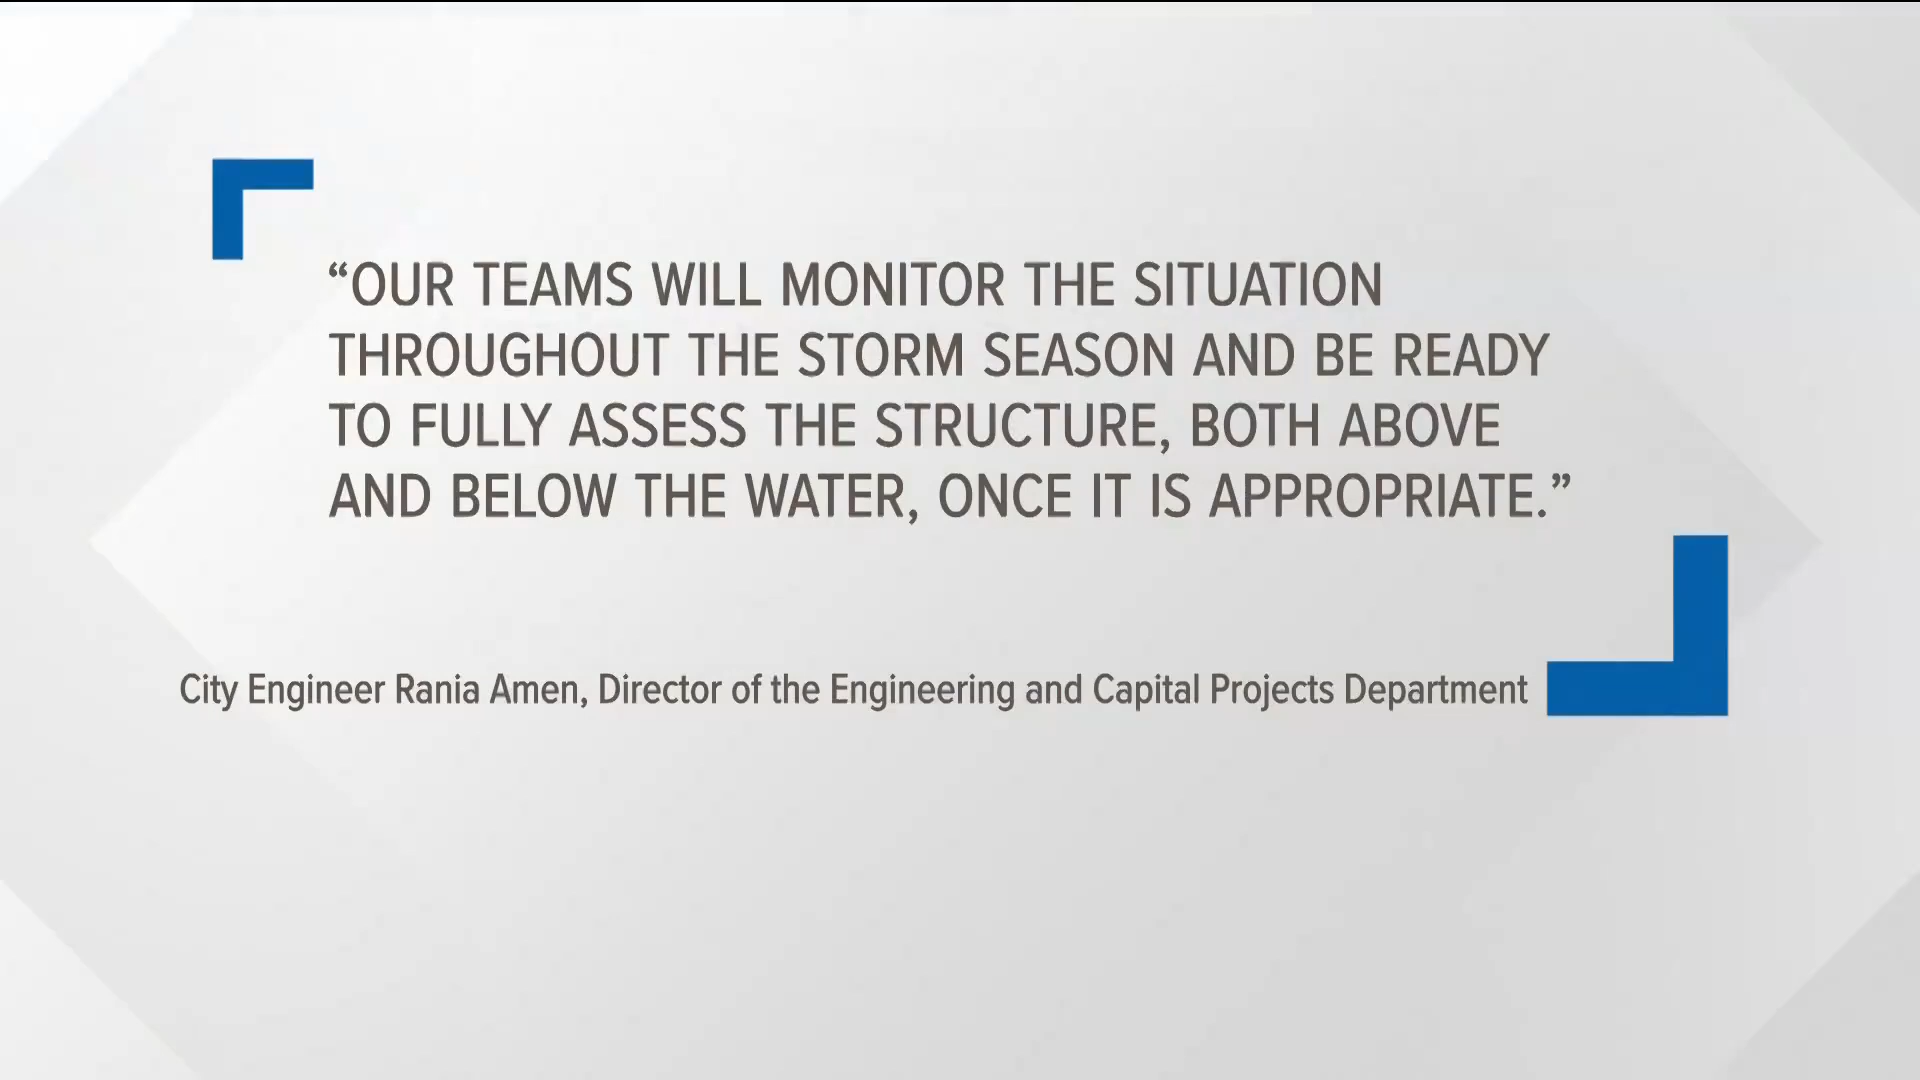 “OUR TEAMS WILL MONITOR THE SITUATION
THROUGHOUT THE STORM SEASON AND BE READY
TO FULLY ASSESS THE STRUCTURE, BOTH ABOVE
AND BELOW THE WATER, ONCE IT IS APPROPRIATE.”
City Engineer Rania Amen, Director of the Engineering and Capital Projects Department